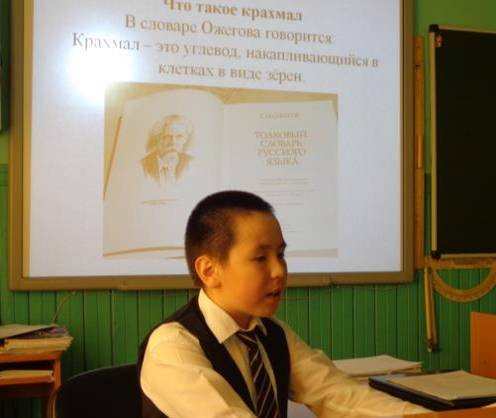 Что такое крахмал
В словаре Ожегова говорится:
Крахмал – это углевод, накапливающийся в
клетках в виде зёрен.
ТОЛКОВЫЙ
СЛОВАРЬ
РУССКОГО
ЯЗЫКА